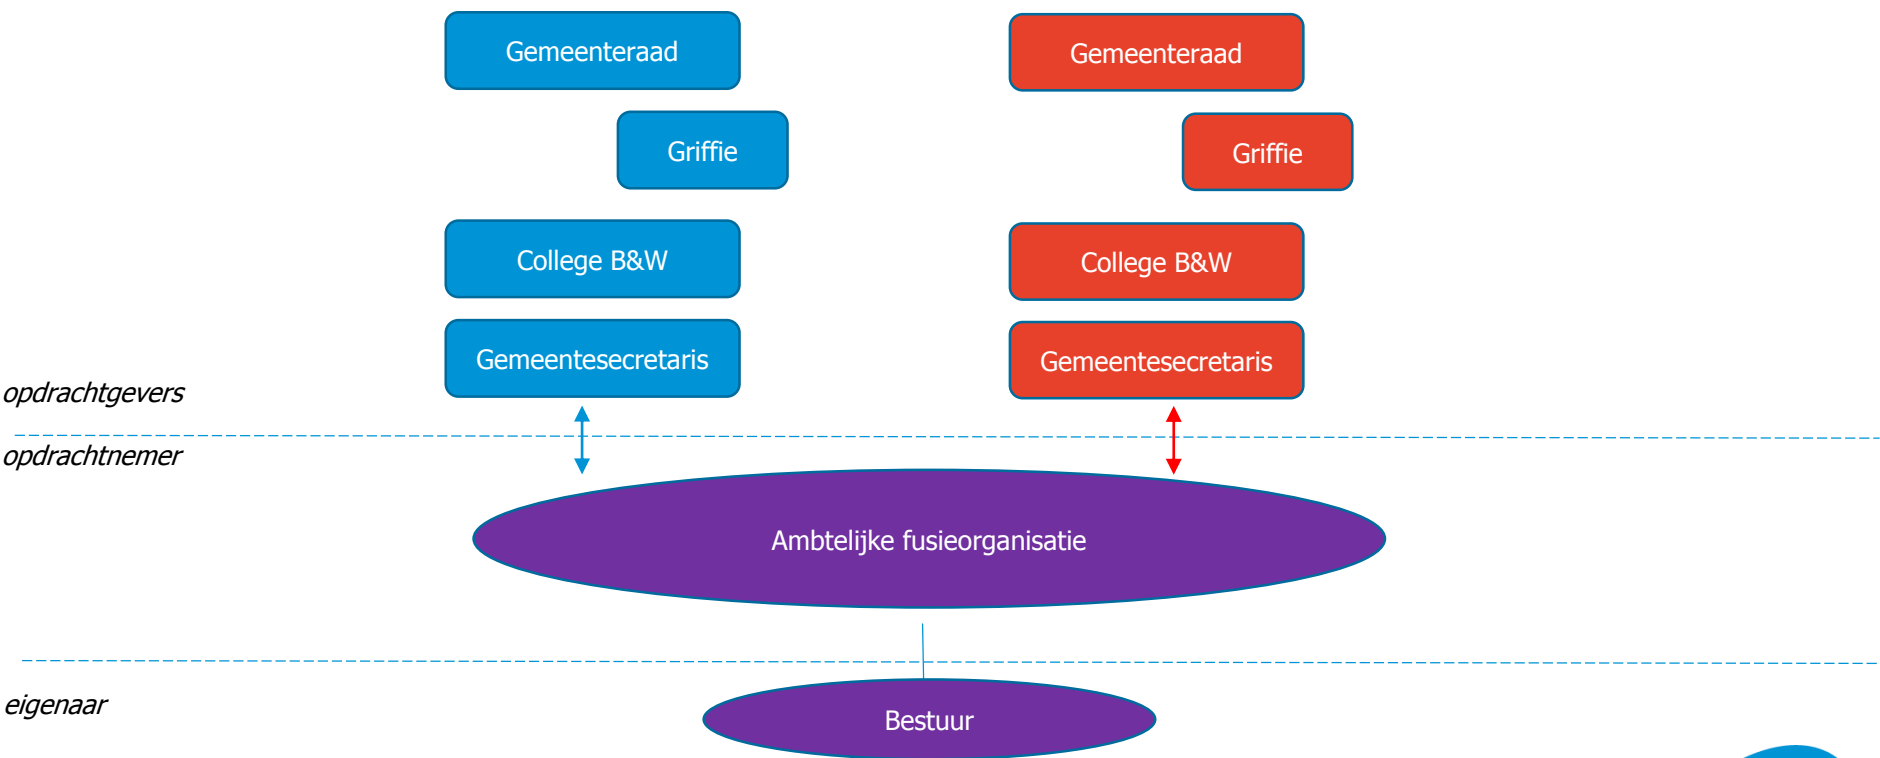 Gemeenteraad
Gemeenteraad
Griffie
Griffie
College B&W
College B&W
Gemeentesecretaris
Gemeentesecretaris
opdrachtgevers
opdrachtnemer
Ambtelijke fusieorganisatie
eigenaar
Bestuur